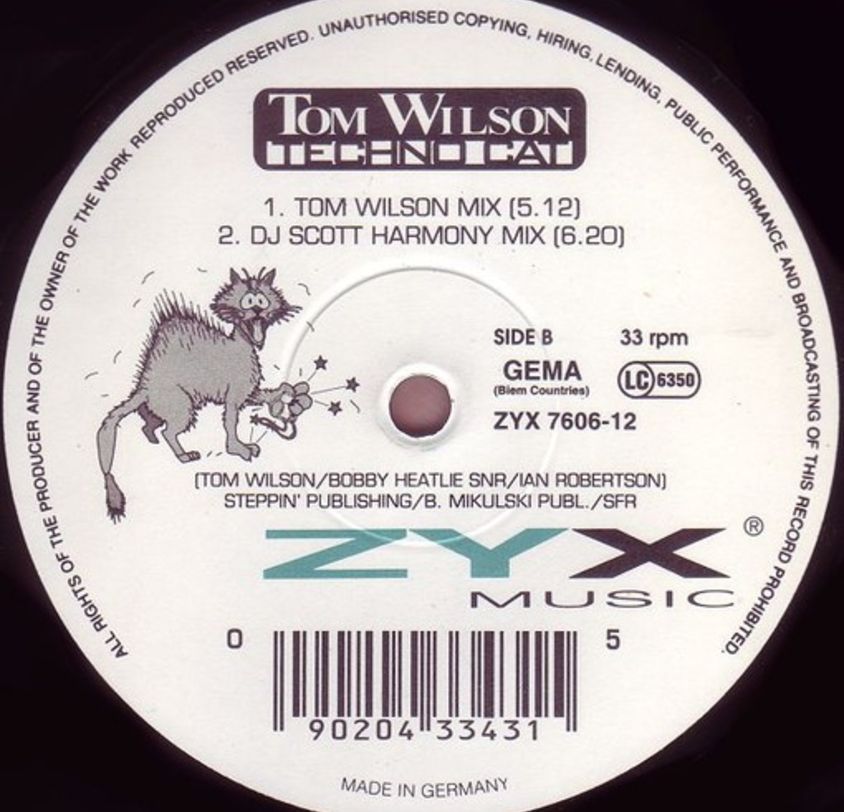 ALL RIGHTS OF THE PRODUCER AND OF THE OWNER OF THE WORK REPRODUCED RESERVED. UNAUTHORISED COPYING, HIRING, LENDING, PUBLIC PERFORMANCE AND BROADCASTING OF THIS RECORD PROHIBITED.
TOM WILSON
TECHNO CAT
1. TOM WILSON MIX (5.12)
2. DJ SCOTT HARMONY MIX (6.20)
SIDE B 33 rpm
GEMA LC 6350
(Biem Countries)
ZYX 7606-12
(TOM WILSON/BOBBY HEATLIE SNR/IAN ROBERTSON)
STEPPIN' PUBLISHING/B. MIKULSKI PUBL./SFR
ZYX ®
MUSIC
0 90204 33431 5
MADE IN GERMANY